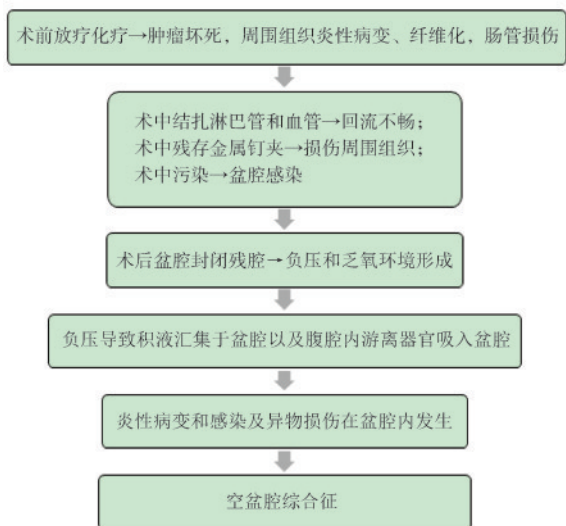 术前放疗化疗→肿瘤坏死，周围组织炎性病变、纤维化，肠管损伤
术中结扎淋巴管和血管→回流不畅；
术中残存金属钉夹→损伤周围组织；
术中污染→盆腔感染
术后盆腔封闭残腔→负压和乏氧环境形成
负压导致积液汇集于盆腔以及腹腔内游离器官吸入盆腔
炎性病变和感染及异物损伤在盆腔内发生
空盆腔综合征